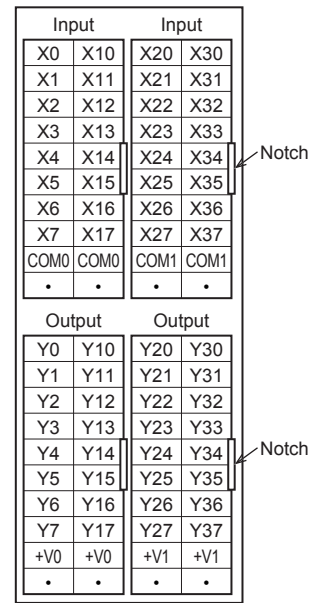 Input Input
X0 X10 X20 X30
X1 X11 X21 X31
X2 X12 X22 X32
X3 X13 X23 X33
X4 X14 X24 X34 Notch
X5 X15 X25 X35
X6 X16 X26 X36
X7 X17 X27 X37
COM0 COM0 COM1 COM1
• • • •
Output Output
Y0 Y10 Y20 Y30
Y1 Y11 Y21 Y31
Y2 Y12 Y22 Y32
Y3 Y13 Y23 Y33
Y4 Y14 Y24 Y34 Notch
Y5 Y15 Y25 Y35
Y6 Y16 Y26 Y36
Y7 Y17 Y27 Y37
+V0 +V0 +V1 +V1
• • • •